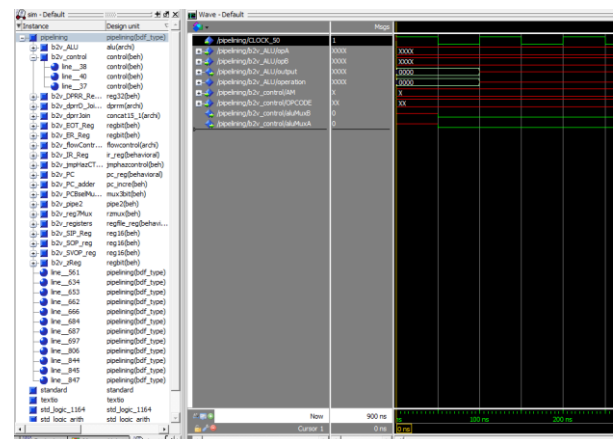 sim - Default
Instance
Design unit
pipelining
pipelining(bdf_type)
b2v_ALU
alu(archi)
b2v_control
control(beh)
line__38
control(beh)
line__40
control(beh)
line__37
control(beh)
b2v_DPRR_Re...
reg32(beh)
b2v_dprrD_Joi...
dprrm(archi)
b2v_dprrJoin
concat15_1(archi)
b2v_EOT_Reg
regbit(beh)
b2v_ER_Reg
regbit(beh)
b2v_flowContr...
flowcontrol(archi)
b2v_IR_Reg
ir_reg(behavioral)
b2v_jmpHazCT...
jmphazcontrol(beh)
b2v_PC
pc_reg(behavioral)
b2v_PC_adder
pc_incre(beh)
b2v_PCBselMu...
mux3bit(beh)
b2v_pipe2
pipe2(beh)
b2v_reg7Mux
rzmux(beh)
b2v_registers
regfile_reg(behavi...
b2v_SIP_Reg
reg16(beh)
b2v_SOP_reg
reg16(beh)
b2v_SVOP_reg
reg16(beh)
b2v_zReg
regbit(beh)
line__561
pipelining(bdf_type)
line__634
pipelining(bdf_type)
line__653
pipelining(bdf_type)
line__662
pipelining(bdf_type)
line__666
pipelining(bdf_type)
line__684
pipelining(bdf_type)
line__687
pipelining(bdf_type)
line__697
pipelining(bdf_type)
line__806
pipelining(bdf_type)
line__844
pipelining(bdf_type)
line__845
pipelining(bdf_type)
line__847
pipelining(bdf_type)
standard
standard
textio
textio
std_logic_1164
std_logic_1164
std_logic_arith
std_logic_arith
Wave - Default
Msgs
/pipelining/CLOCK_50
1
/pipelining/b2v_ALU/opA
XXXX
XXXX
/pipelining/b2v_ALU/opB
XXXX
XXXX
/pipelining/b2v_ALU/output
XXXX
0000
/pipelining/b2v_ALU/operation
XXXX
0000
/pipelining/b2v_control/AM
X
X
/pipelining/b2v_control/OPCODE
XX
XX
/pipelining/b2v_control/aluMuxB
0
/pipelining/b2v_control/aluMuxA
0
Now
900 ns
ns
100 ns
200 ns
Cursor 1
0 ns
0 ns